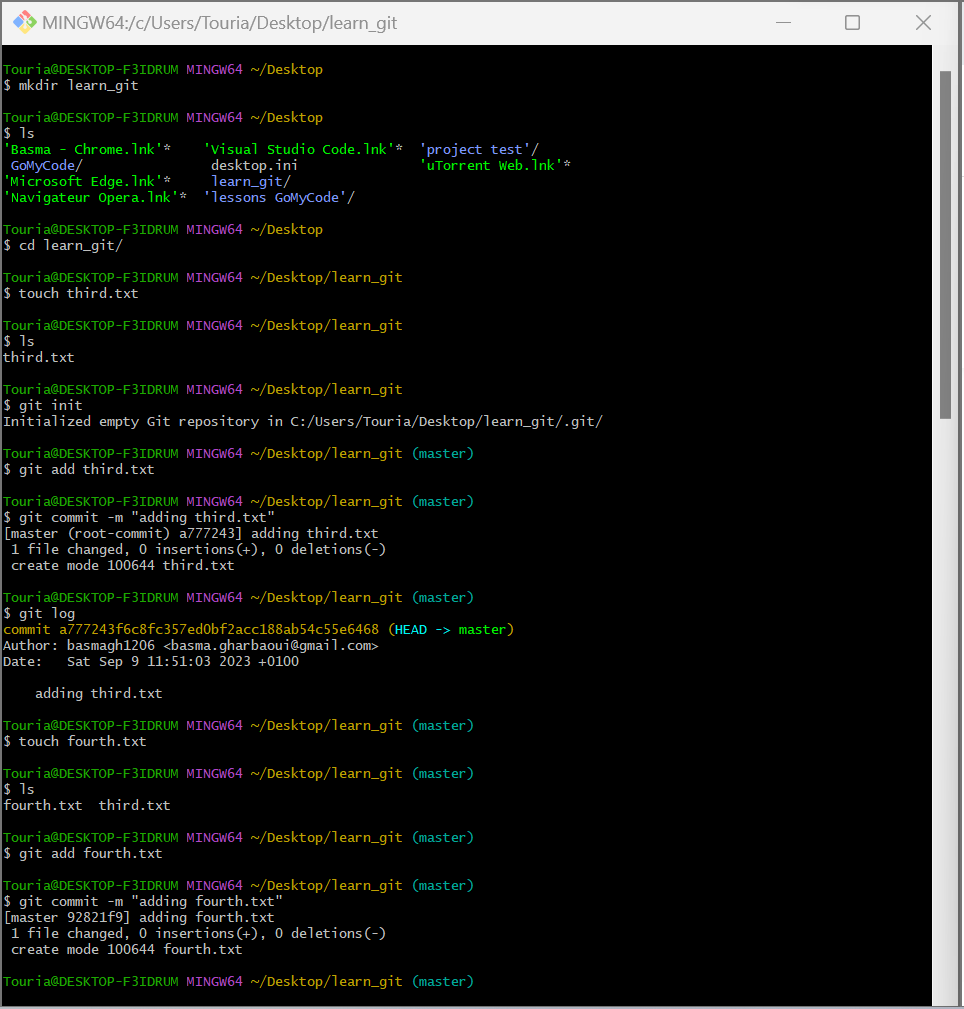 MINGW64:/c/Users/Touria/Desktop/learn_git
Touria@DESKTOP-F3IDRUM MINGW64 ~/Desktop
$ mkdir learn_git
Touria@DESKTOP-F3IDRUM MINGW64 ~/Desktop
$ ls
'Basma - Chrome.lnk'*    'Visual Studio Code.lnk'*  'project test'/
 GoMyCode/                desktop.ini               'uTorrent Web.lnk'*
'Microsoft Edge.lnk'*     learn_git/
'Navigateur Opera.lnk'*  'lessons GoMyCode'/
Touria@DESKTOP-F3IDRUM MINGW64 ~/Desktop
$ cd learn_git/
Touria@DESKTOP-F3IDRUM MINGW64 ~/Desktop/learn_git
$ touch third.txt
Touria@DESKTOP-F3IDRUM MINGW64 ~/Desktop/learn_git
$ ls
third.txt
Touria@DESKTOP-F3IDRUM MINGW64 ~/Desktop/learn_git
$ git init
Initialized empty Git repository in C:/Users/Touria/Desktop/learn_git/.git/
Touria@DESKTOP-F3IDRUM MINGW64 ~/Desktop/learn_git (master)
$ git add third.txt
Touria@DESKTOP-F3IDRUM MINGW64 ~/Desktop/learn_git (master)
$ git commit -m "adding third.txt"
[master (root-commit) a777243] adding third.txt
 1 file changed, 0 insertions(+), 0 deletions(-)
 create mode 100644 third.txt
Touria@DESKTOP-F3IDRUM MINGW64 ~/Desktop/learn_git (master)
$ git log
commit a777243f6c8fc357ed0bf2acc188ab54c55e6468 (HEAD -> master)
Author: basmagh1206 <basma.gharbaoui@gmail.com>
Date:   Sat Sep 9 11:51:03 2023 +0100
    adding third.txt
Touria@DESKTOP-F3IDRUM MINGW64 ~/Desktop/learn_git (master)
$ touch fourth.txt
Touria@DESKTOP-F3IDRUM MINGW64 ~/Desktop/learn_git (master)
$ ls
fourth.txt  third.txt
Touria@DESKTOP-F3IDRUM MINGW64 ~/Desktop/learn_git (master)
$ git add fourth.txt
Touria@DESKTOP-F3IDRUM MINGW64 ~/Desktop/learn_git (master)
$ git commit -m "adding fourth.txt"
[master 92821f9] adding fourth.txt
 1 file changed, 0 insertions(+), 0 deletions(-)
 create mode 100644 fourth.txt
Touria@DESKTOP-F3IDRUM MINGW64 ~/Desktop/learn_git (master)